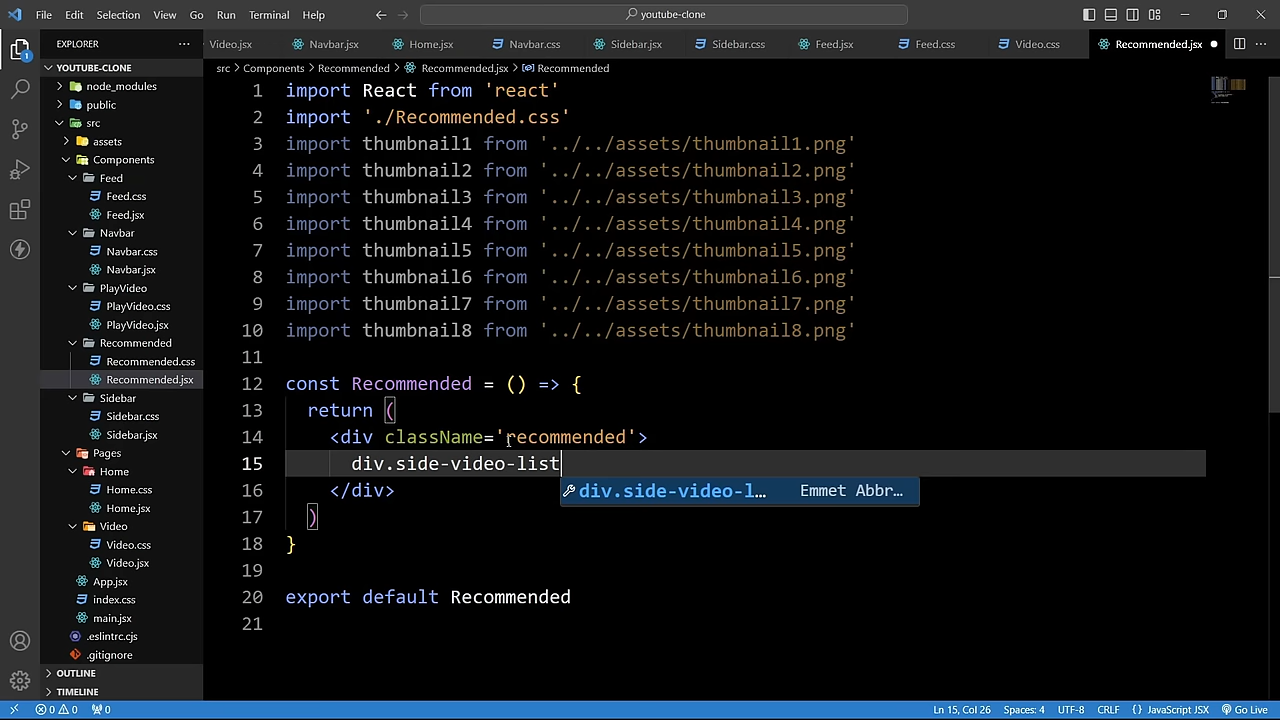 File Edit Selection View Go Run Terminal Help
youtube-clone
EXPLORER
Video.jsx Navbar.jsx Home.jsx Navbar.css Sidebar.jsx Sidebar.css Feed.jsx Feed.css Video.css Recommended.jsx
src > Components > Recommended > Recommended.jsx > Recommended
YOUTUBE-CLONE
node_modules
public
src
assets
Components
Feed
Feed.css
Feed.jsx
Navbar
Navbar.css
Navbar.jsx
PlayVideo
PlayVideo.css
PlayVideo.jsx
Recommended
Recommended.css
Recommended.jsx
Sidebar
Sidebar.css
Sidebar.jsx
Pages
Home
Home.css
Home.jsx
Video
Video.css
Video.jsx
App.jsx
index.css
main.jsx
.eslintrc.cjs
.gitignore
OUTLINE
TIMELINE
1 import React from 'react'
2 import './Recommended.css'
3 import thumbnail1 from '../../assets/thumbnail1.png'
4 import thumbnail2 from '../../assets/thumbnail2.png'
5 import thumbnail3 from '../../assets/thumbnail3.png'
6 import thumbnail4 from '../../assets/thumbnail4.png'
7 import thumbnail5 from '../../assets/thumbnail5.png'
8 import thumbnail6 from '../../assets/thumbnail6.png'
9 import thumbnail7 from '../../assets/thumbnail7.png'
10 import thumbnail8 from '../../assets/thumbnail8.png'
11
12 const Recommended = () => {
13 return (
14 <div className='recommended'>
15 div.side-video-list
16 </div>
div.side-video-l… Emmet Abbr…
17 )
18 }
19
20 export default Recommended
21
1
0 0 0
Ln 15, Col 26 Spaces: 4 UTF-8 CRLF {} JavaScript JSX Go Live